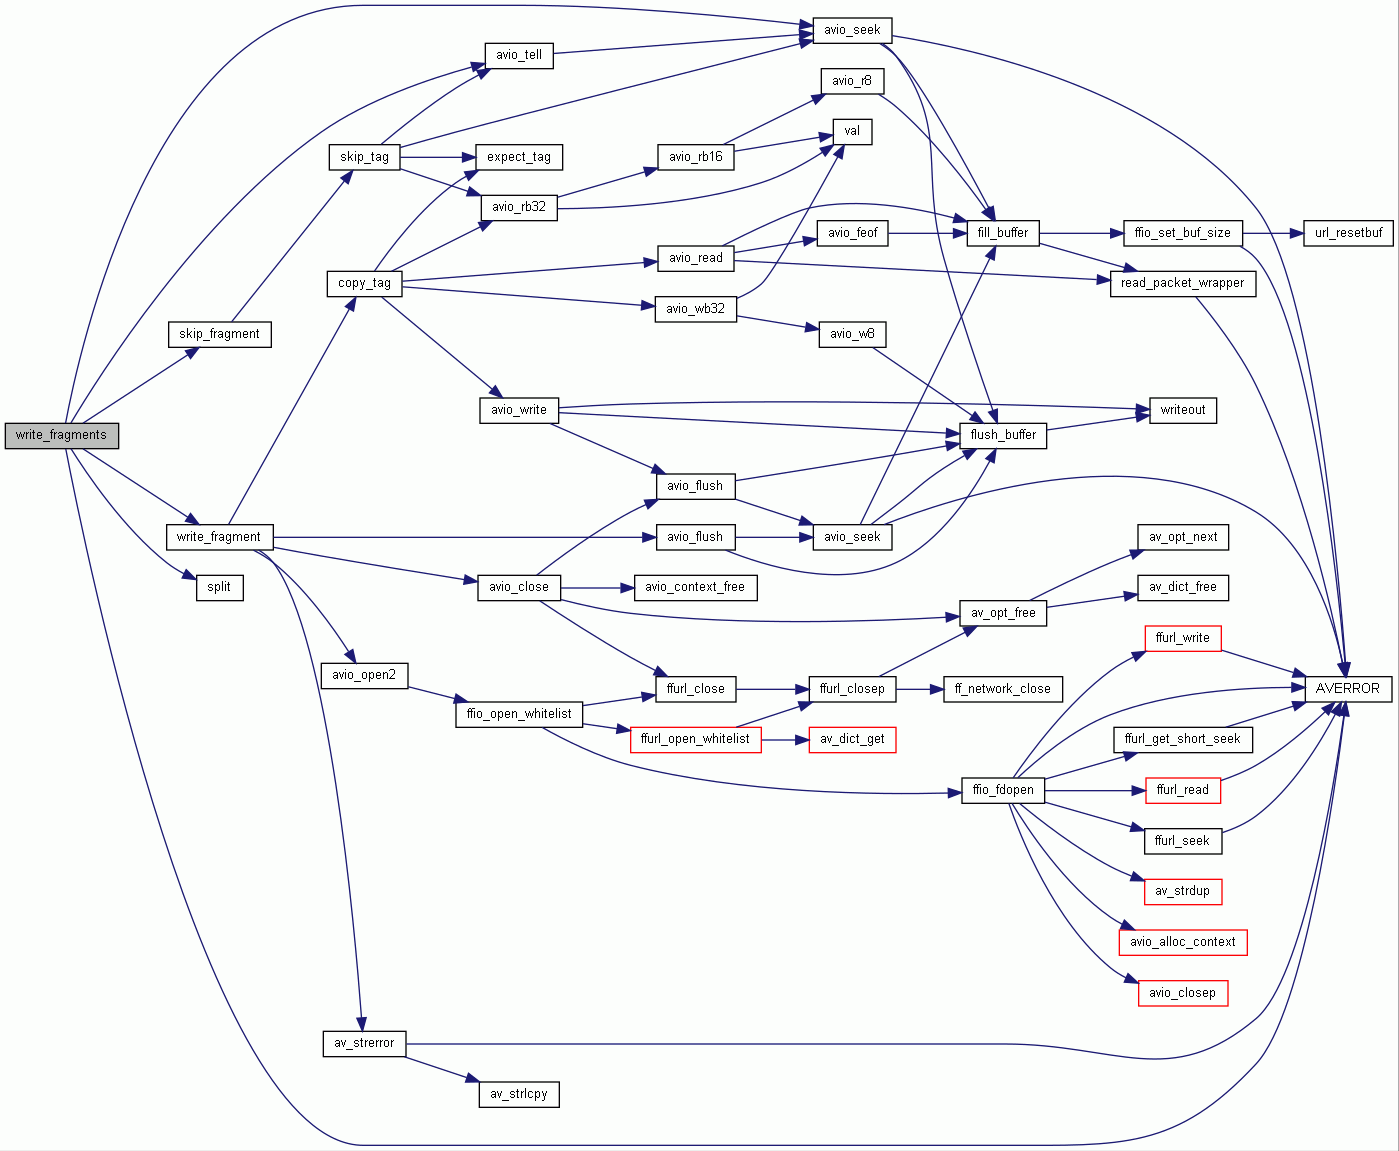 avio_seek
avio_tell
avio_r8
val
skip_tag
expect_tag
avio_rb16
avio_rb32
avio_feof
fill_buffer
ffio_set_buf_size
url_resetbuf
avio_read
copy_tag
read_packet_wrapper
avio_wb32
skip_fragment
avio_w8
avio_write
writeout
write_fragments
flush_buffer
avio_flush
write_fragment
avio_flush
avio_seek
av_opt_next
split
avio_close
avio_context_free
av_dict_free
av_opt_free
ffurl_write
avio_open2
ffurl_close
ffurl_closep
ff_network_close
AVERROR
ffio_open_whitelist
ffurl_open_whitelist
av_dict_get
ffurl_get_short_seek
ffio_fdopen
ffurl_read
ffurl_seek
av_strdup
avio_alloc_context
avio_closep
av_strerror
av_strlcpy